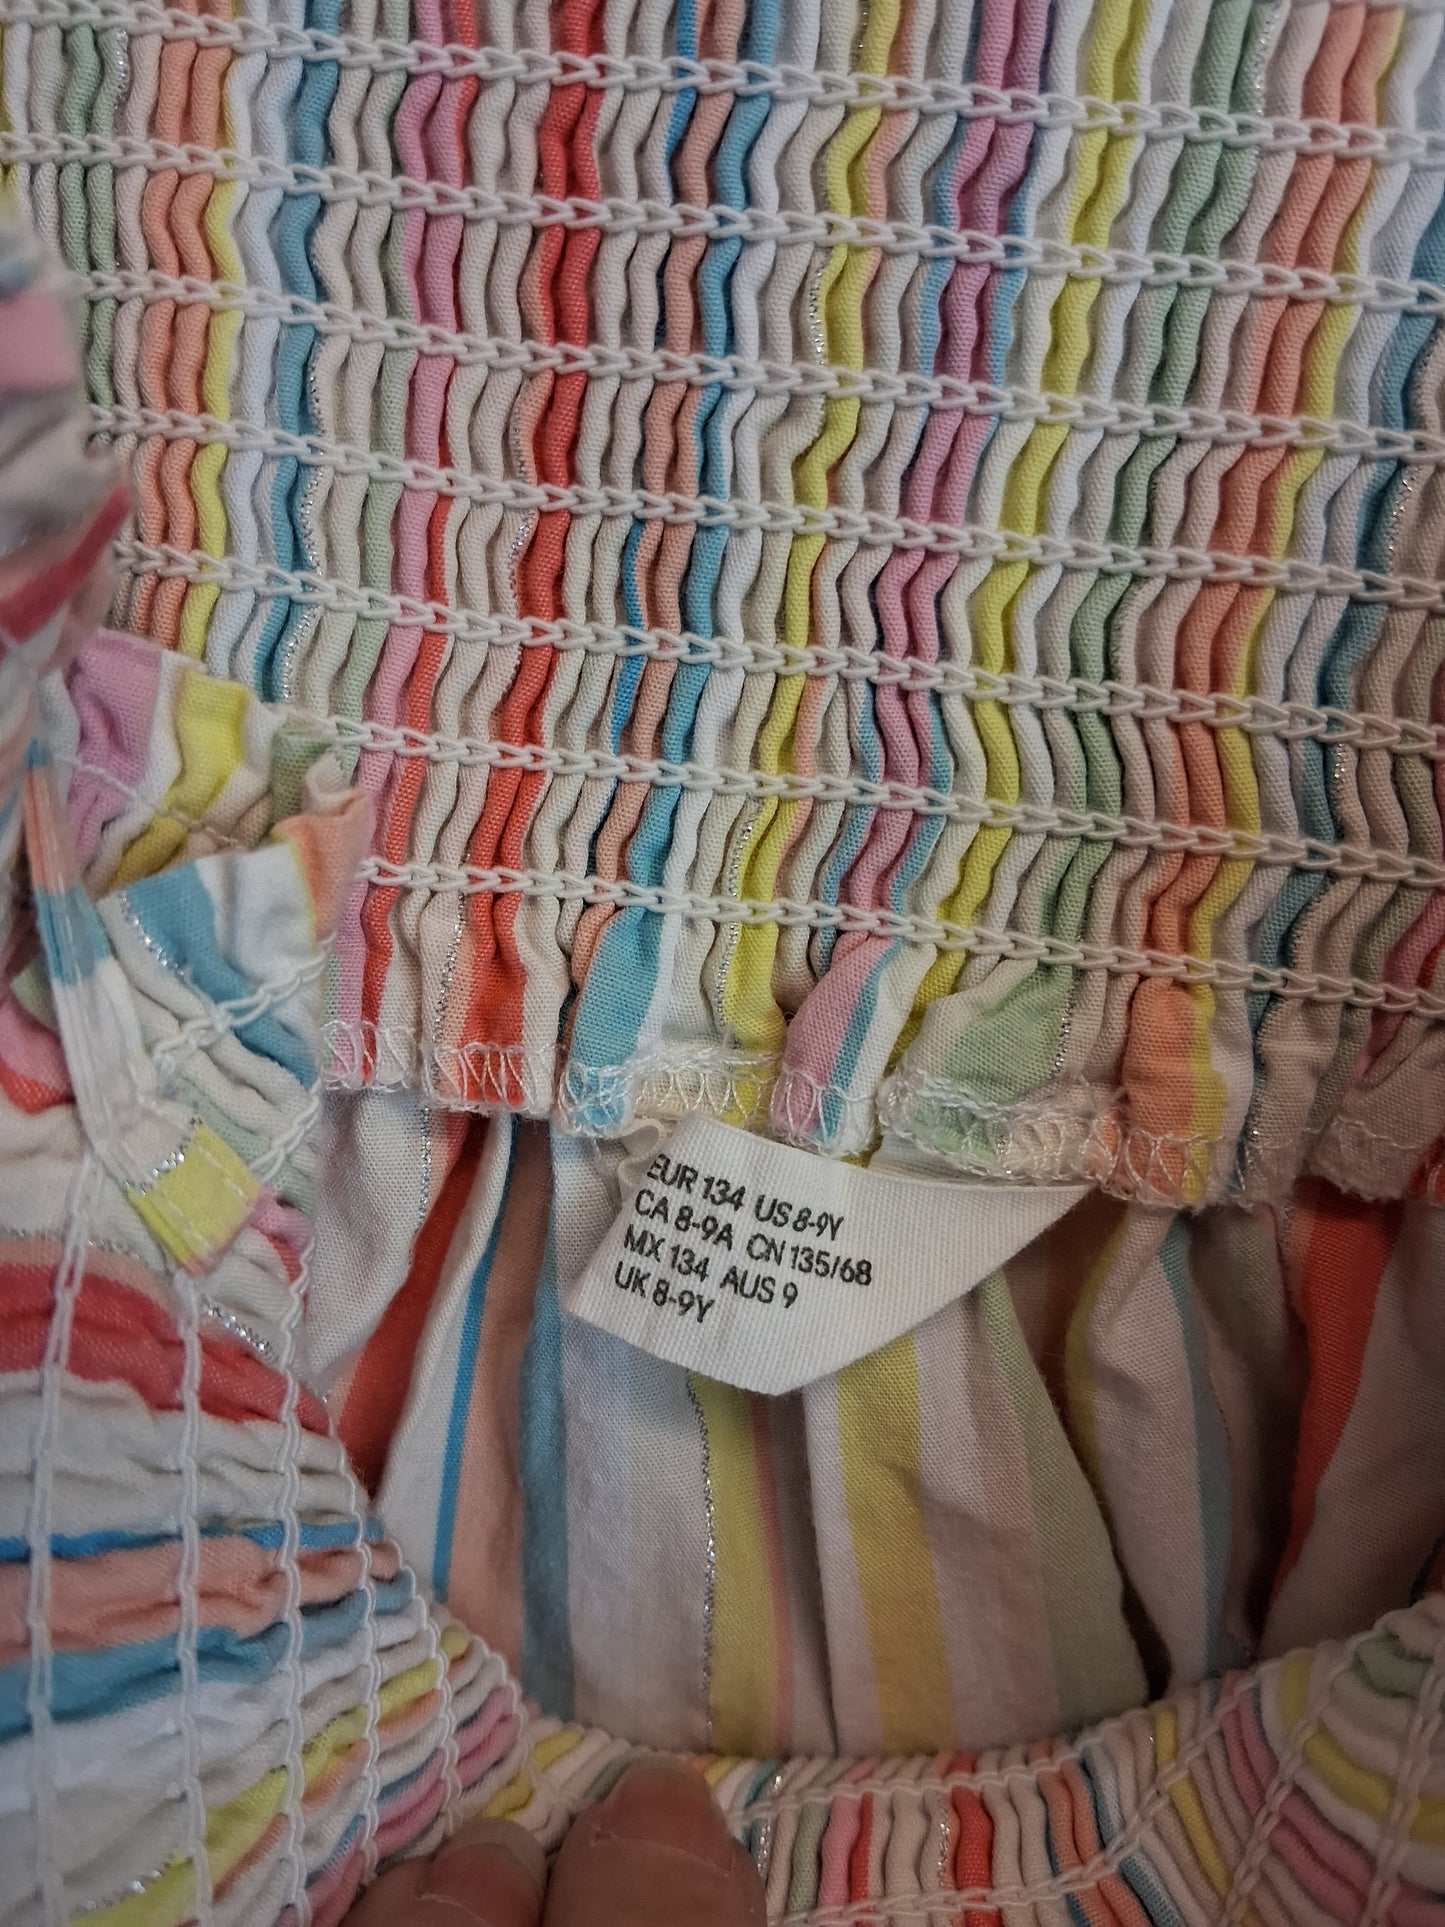 EUR 134 US 8-9Y
CA 8-9A CN 135/68
MX 134 AUS 9
UK 8-9Y